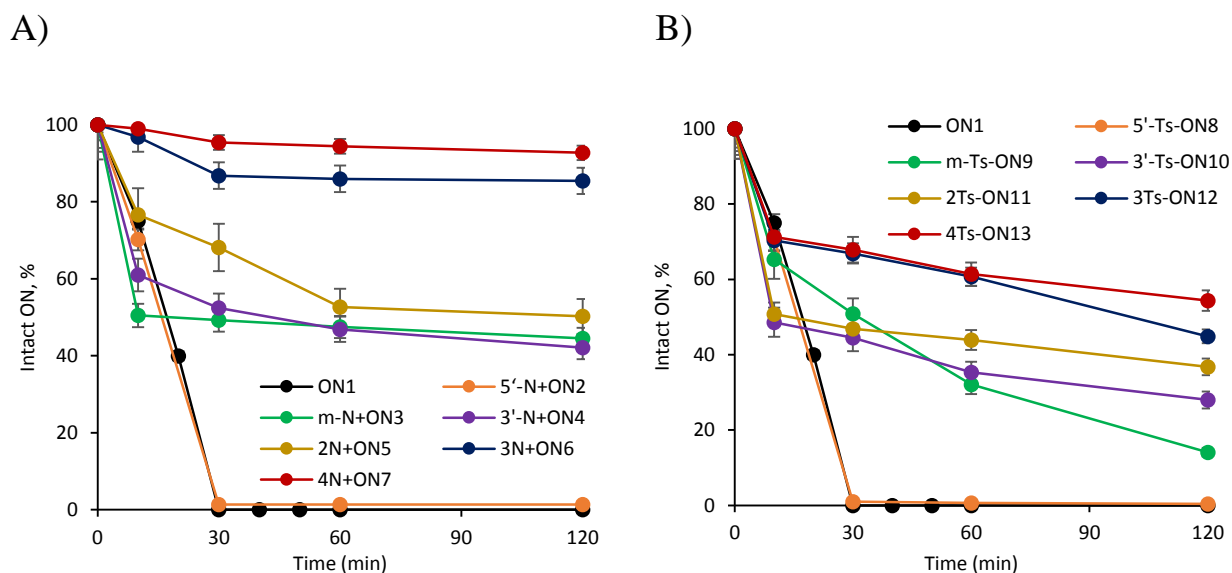 A)
100
80
60
40
20
0
Intact ON, %
ON1 5‘-N+ON2
m-N+ON3 3'-N+ON4
2N+ON5 3N+ON6
4N+ON7
0 30 60 90 120
Time (min)
B)
100
80
60
40
20
0
Intact ON, %
ON1 5'-Ts-ON8
m-Ts-ON9 3'-Ts-ON10
2Ts-ON11 3Ts-ON12
4Ts-ON13
0 30 60 90 120
Time (min)